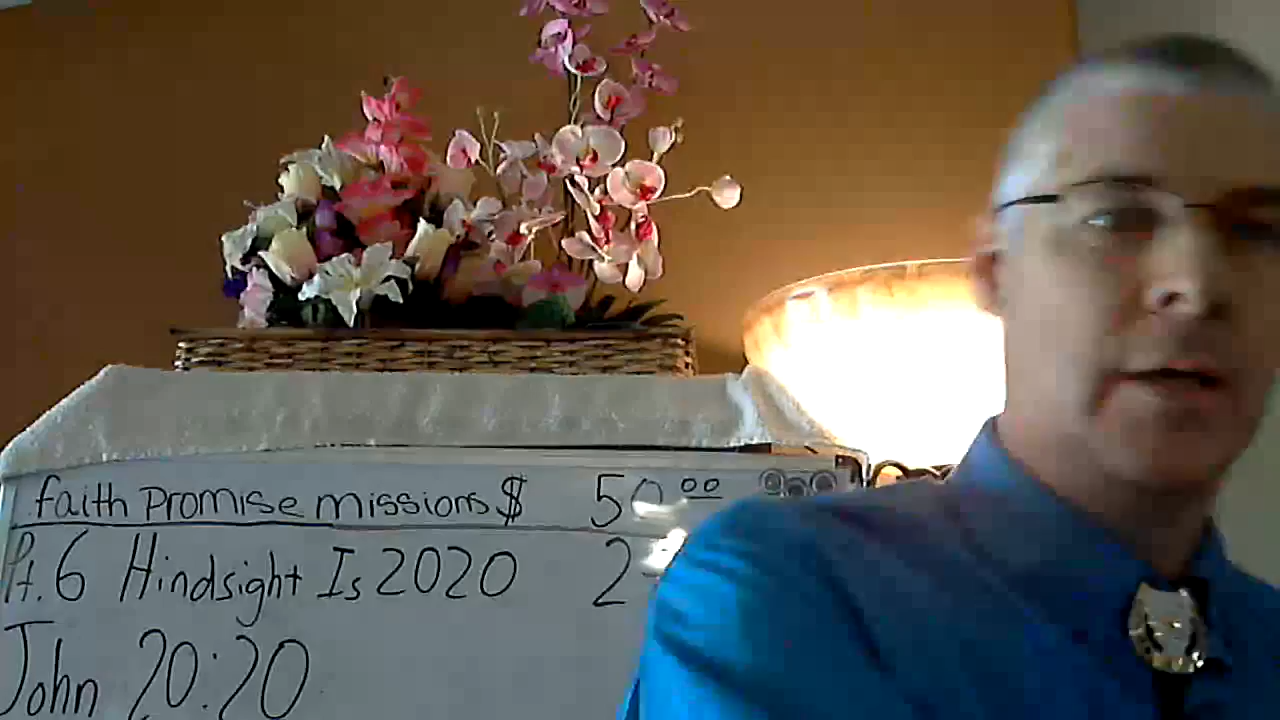 faith promise missions $ 50.00
Pt. 6 Hindsight Is 2020 2
John 20:20